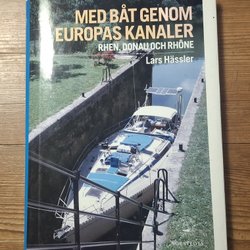 MED BÅT GENOM
EUROPAS KANALER
RHEN, DONAU OCH RHÔNE
Lars Hässler